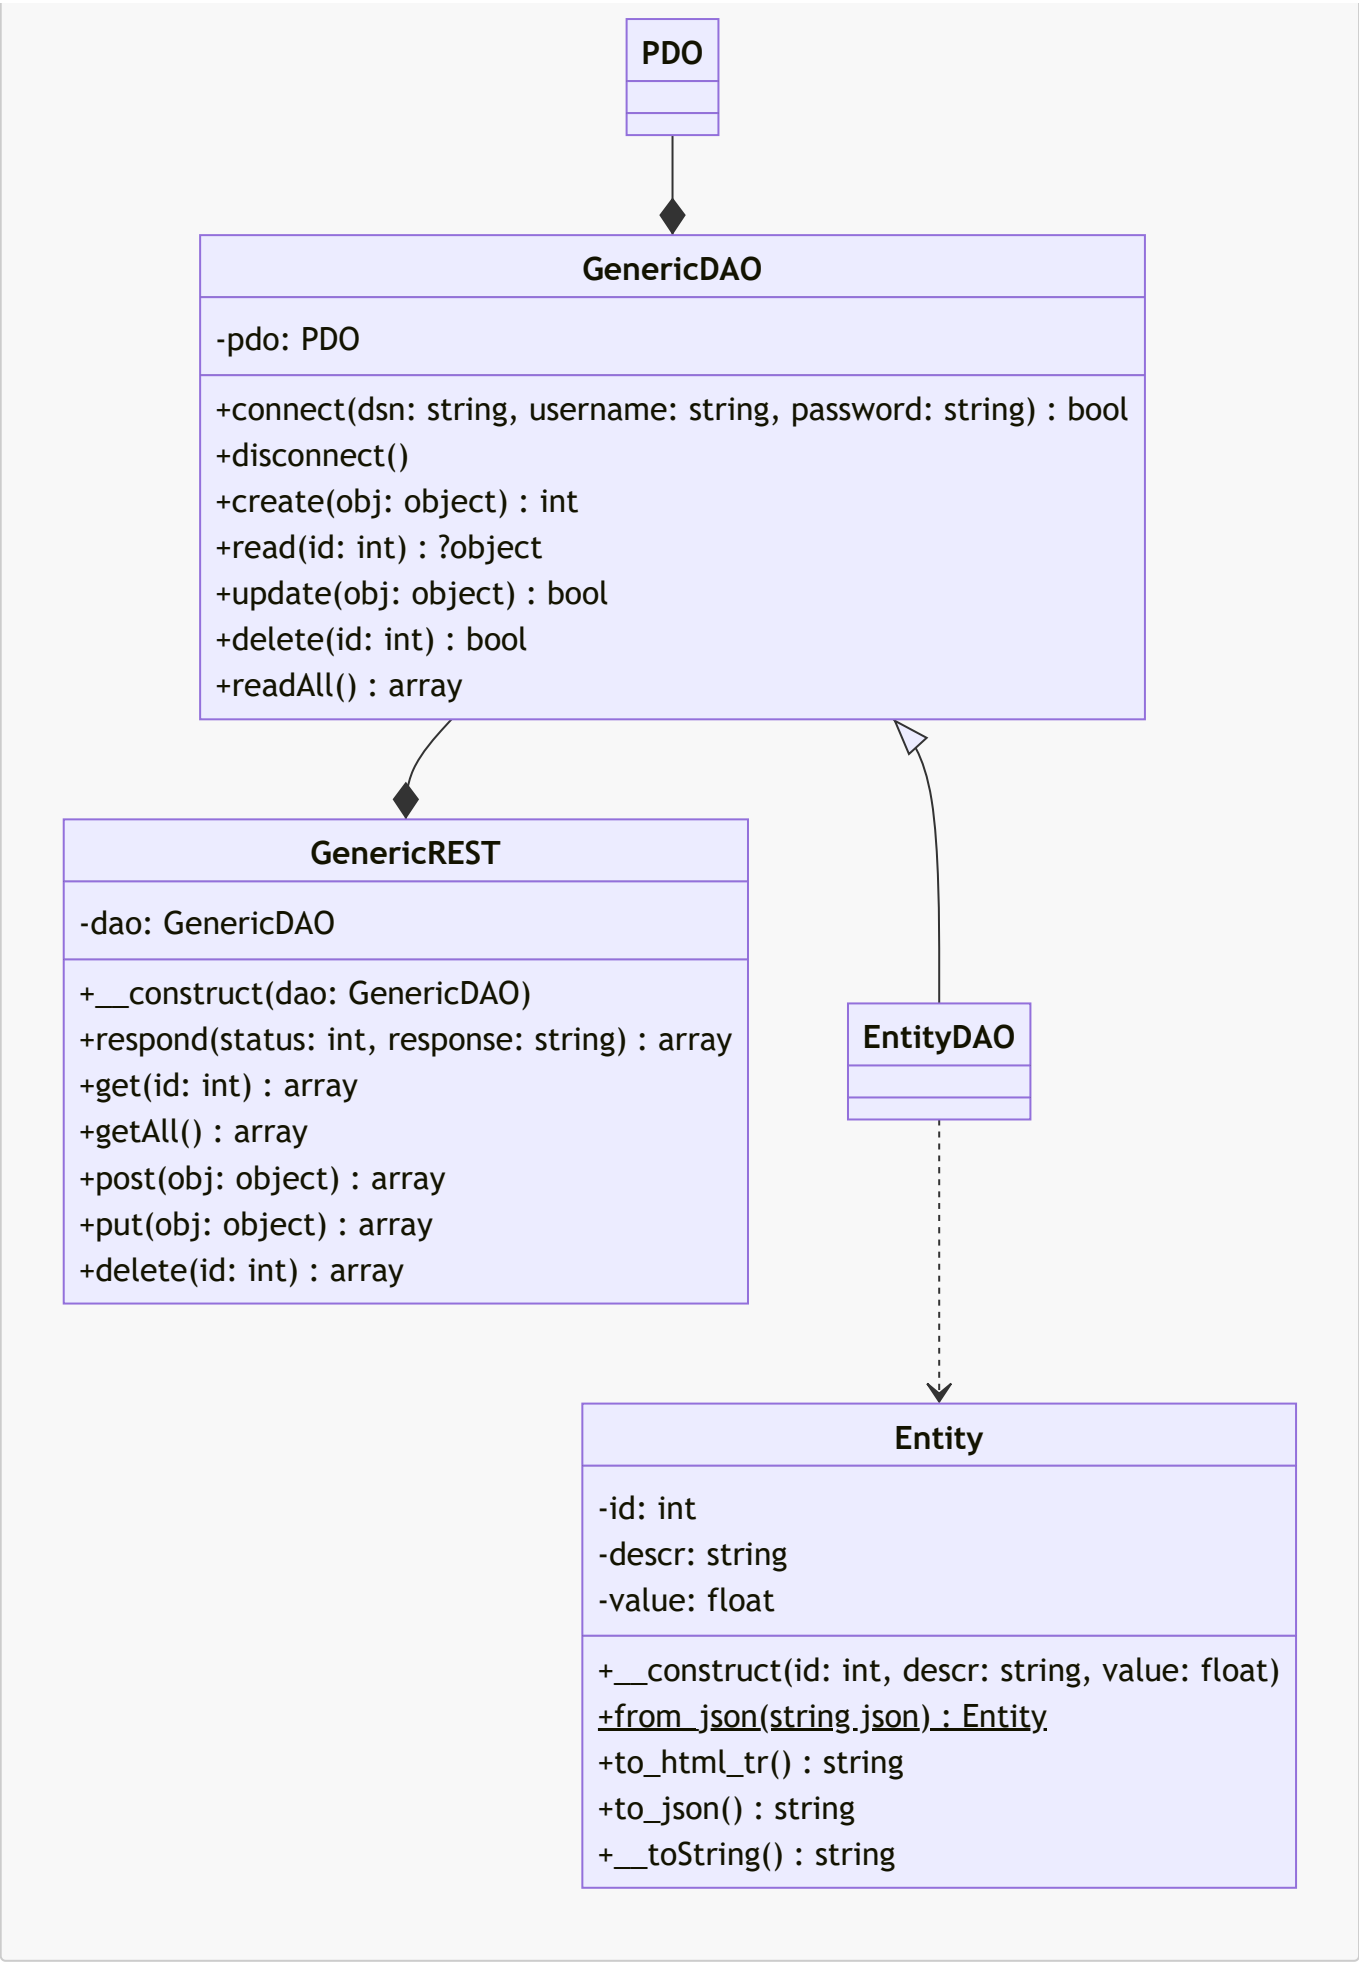 PDO
GenericDAO
-pdo: PDO
+connect(dsn: string, username: string, password: string) : bool
+disconnect()
+create(obj: object) : int
+read(id: int) : ?object
+update(obj: object) : bool
+delete(id: int) : bool
+readAll() : array
GenericREST
-dao: GenericDAO
+__construct(dao: GenericDAO)
+respond(status: int, response: string) : array
+get(id: int) : array
+getAll() : array
+post(obj: object) : array
+put(obj: object) : array
+delete(id: int) : array
EntityDAO
Entity
-id: int
-descr: string
-value: float
+__construct(id: int, descr: string, value: float)
+from_json(string json) : Entity
+to_html_tr() : string
+to_json() : string
+__toString() : string